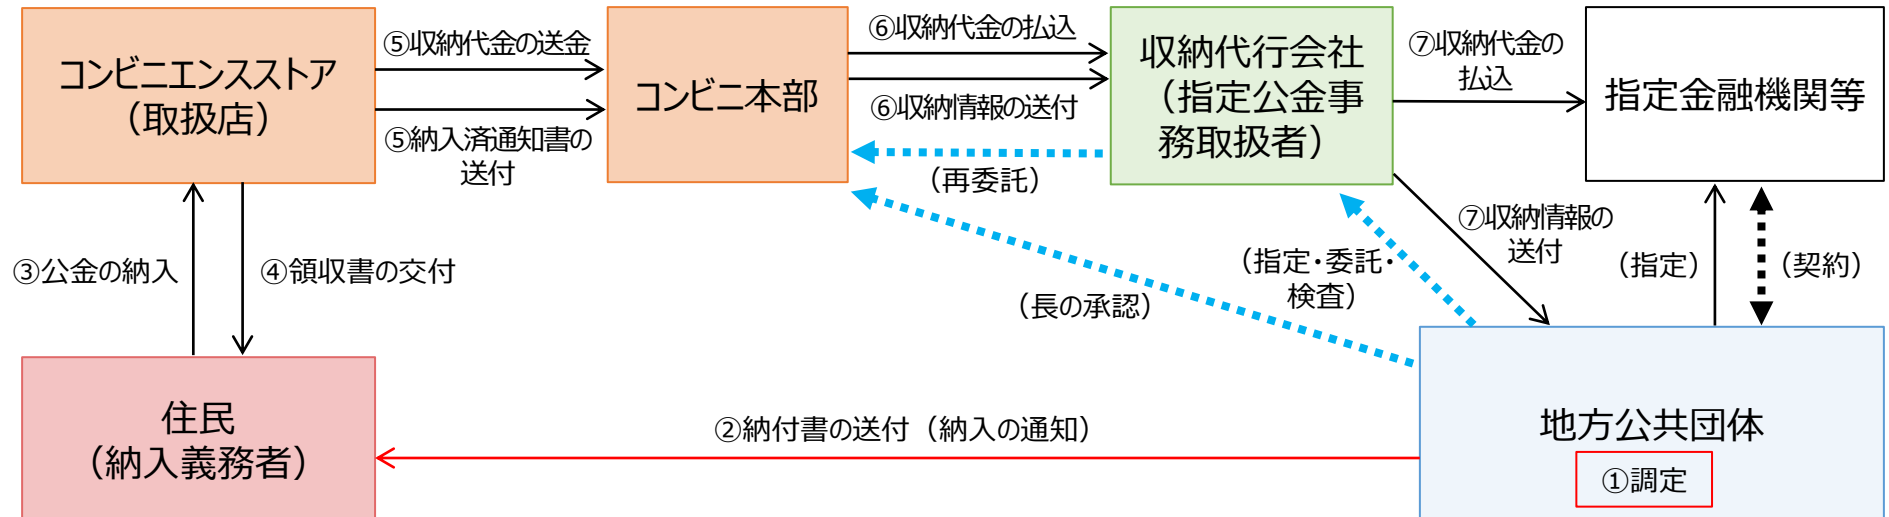 コンビニエンスストア
（取扱店）
⑤収納代金の送金
⑤納入済通知書の
送付
コンビニ本部
⑥収納代金の払込
⑥収納情報の送付
（再委託）
収納代行会社
（指定公金事
務取扱者）
⑦収納代金の
払込
指定金融機関等
③公金の納入
④領収書の交付
（長の承認）
（指定・委託・
検査）
⑦収納情報の
送付
（指定）
（契約）
住民
（納入義務者）
②納付書の送付（納入の通知）
地方公共団体
①調定